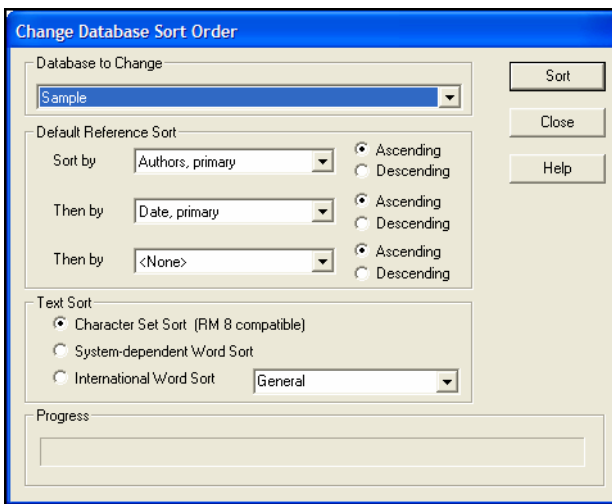 Change Database Sort Order
Database to Change
Sample
Sort
Close
Help
Default Reference Sort
Sort by Authors, primary Ascending
Descending
Then by Date, primary Ascending
Descending
Then by <None> Ascending
Descending
Text Sort
Character Set Sort (RM 8 compatible)
System-dependent Word Sort
International Word Sort General
Progress